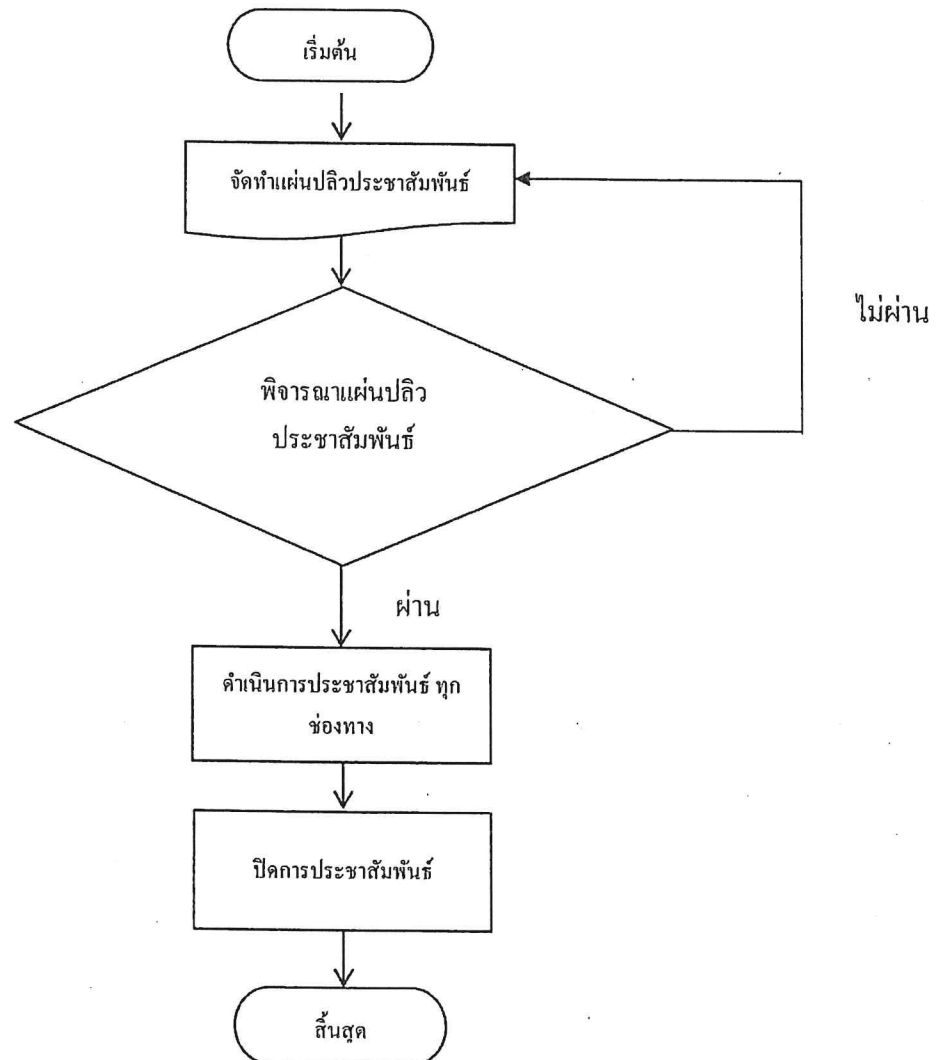 เริ่มต้น
จัดทำแผ่นปลิวประชาสัมพันธ์
ไม่ผ่าน
พิจารณาแผ่นปลิว
ประชาสัมพันธ์
ผ่าน
ดำเนินการประชาสัมพันธ์ ทุก
ช่องทาง
ปิดการประชาสัมพันธ์
สิ้นสุด